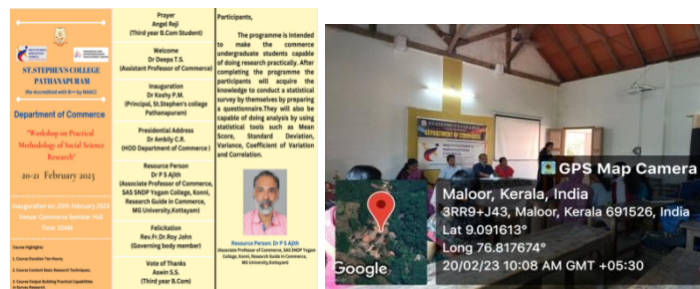 ST.STEPHEN'S COLLEGE
PATHANAPURAM
(Re-Accredited with B++ by NAAC)
Department of Commerce
"Workshop on Practical
Methodology of Social Science
Research"
20-21 February 2023
Inauguration on: 20th February 2023
Venue: Commerce Seminar Hall
Time: 10AM
Course Highlights:
1. Course Duration Ten Hours,
2. Course Content Basic Research Techniques,
3. Course Output Building Practical Capabilities
in Survey Research.
Prayer
Angel Reji
(Third year B.Com Student)
Welcome
Dr Deepa T.S.
(Assistant Professor of Commerce)
Inauguration
Dr Koshy P.M.
(Principal, St.Stephen's college
Pathanapuram)
Presidential Address
Dr Ambily C.R.
(HOD Department of Commerce )
Resource Person
Dr P S Ajith
(Associate Professor of Commerce,
SAS SNDP Yogam College, Konni,
Research Guide in Commerce,
MG University,Kottayam)
Felicitation
Rev.Fr.Dr.Roy John
(Governing body member)
Vote of Thanks
Aswin S.S.
(Third year B.Com)
Participants,
The programme is intended
to make the commerce
undergraduate students capable
of doing research practically. After
completing the programme the
participants will acquire the
knowledge to conduct a statistical
survey by themselves by preparing
a questionnaire.They will also be
capable of doing analysis by using
statistical tools such as Mean
Score, Standard Deviation,
Variance, Coefficient of Variation
and Correlation.
Resource Person: Dr P S Ajith
(Associate Professor of Commerce, SAS SNDP Yogam
College, Konni, Research Guide in Commerce,
MG University,Kottayam)
ST.STEPHEN'S COLLEGE
DEPARTMENT OF COMMERCE
GPS Map Camera
Maloor, Kerala, India
3RR9+J43, Maloor, Kerala 691526, India
Lat 9.091613°
Long 76.817674°
20/02/23 10:08 AM GMT +05:30
Google